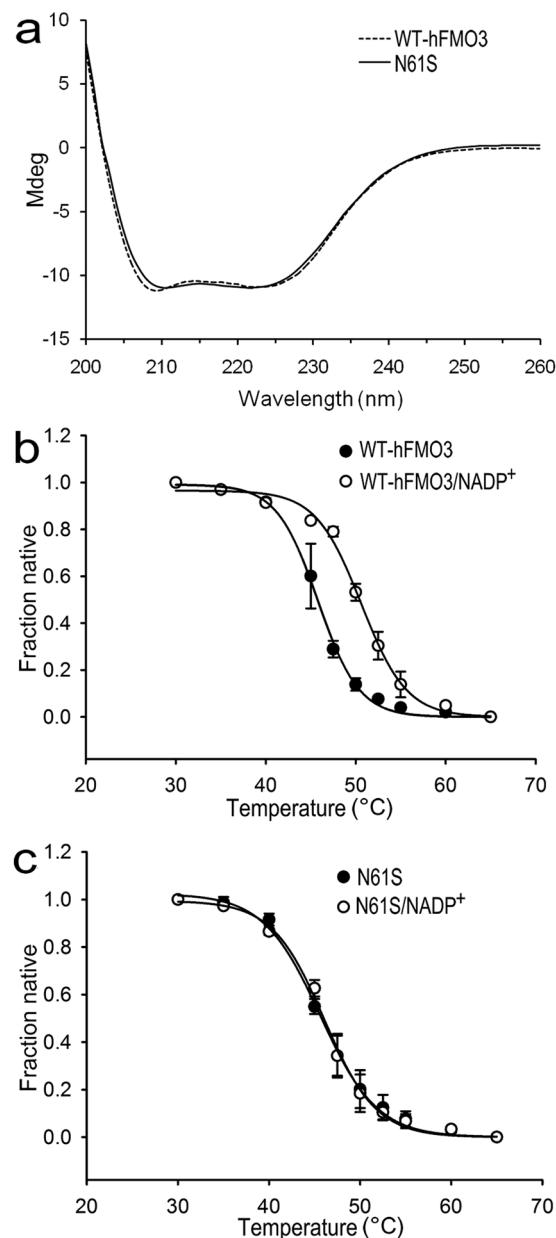 a
WT-hFMO3
N61S
10
5
0
-5
-10
-15
Mdeg
200 210 220 230 240 250 260
Wavelength (nm)
b
WT-hFMO3
WT-hFMO3/NADP⁺
1.2
1.0
0.8
0.6
0.4
0.2
0.0
Fraction native
20 30 40 50 60 70
Temperature (°C)
c
N61S
N61S/NADP⁺
1.2
1.0
0.8
0.6
0.4
0.2
0.0
Fraction native
20 30 40 50 60 70
Temperature (°C)